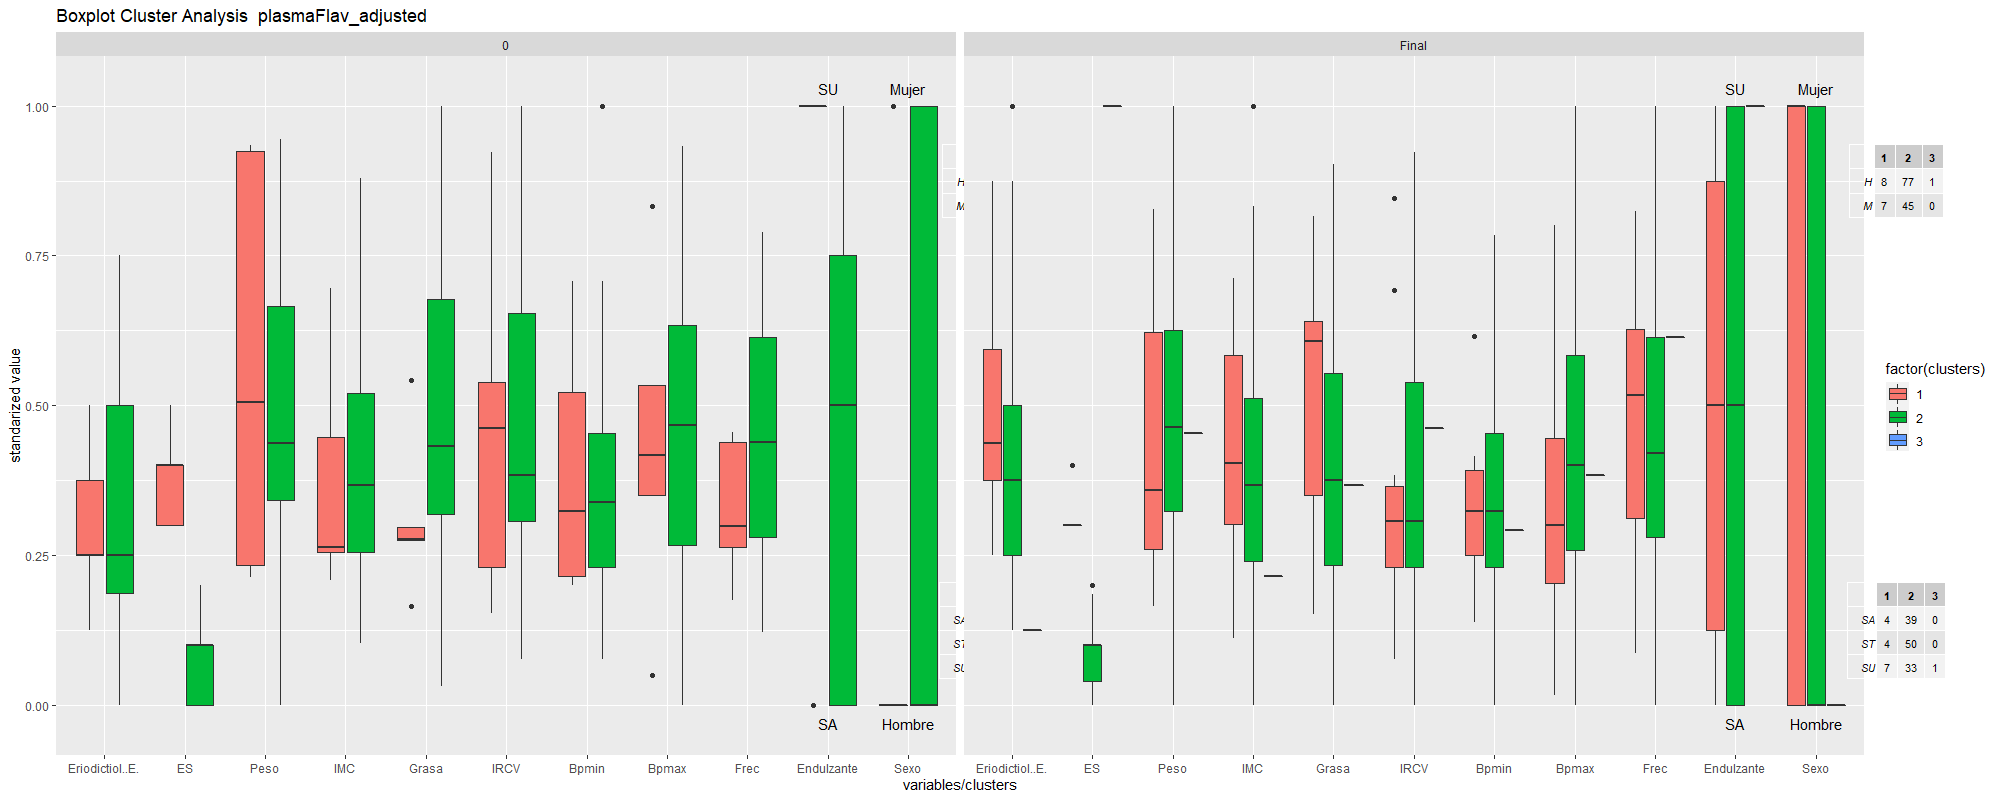 Boxplot Cluster Analysis  plasmaFlav_adjusted
0
Final
SU
Mujer
SU
Mujer
1.00
0.75
0.50
0.25
0.00
standarized value
H
M
1 2 3
H 8 77 1
M 7 45 0
SA
ST
SU
1 2 3
SA 4 39 0
ST 4 50 0
SU 7 33 1
SA
Hombre
SA
Hombre
Eriodictiol..E. ES Peso IMC Grasa IRCV Bpmin Bpmax Frec Endulzante Sexo
Eriodictiol..E. ES Peso IMC Grasa IRCV Bpmin Bpmax Frec Endulzante Sexo
variables/clusters
factor(clusters)
1
2
3